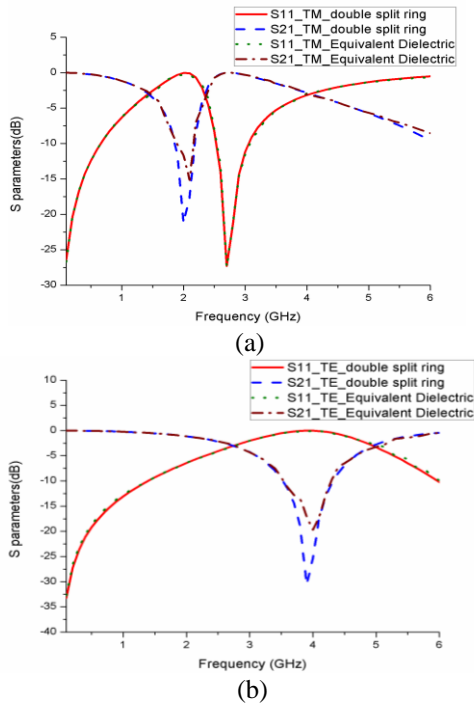 S11_TM_double split ring
S21_TM_double split ring
S11_TM_Equivalent Dielectric
S21_TM_Equivalent Dielectric
5
0
-5
-10
-15
-20
-25
-30
S parameters(dB)
1 2 3 4 5 6
Frequency (GHz)
(a)
S11_TE_double split ring
S21_TE_double split ring
S11_TE_Equivalent Dielectric
S21_TE_Equivalent Dielectric
10
5
0
-5
-10
-15
-20
-25
-30
-35
-40
S parameters(dB)
1 2 3 4 5 6
Frequency (GHz)
(b)